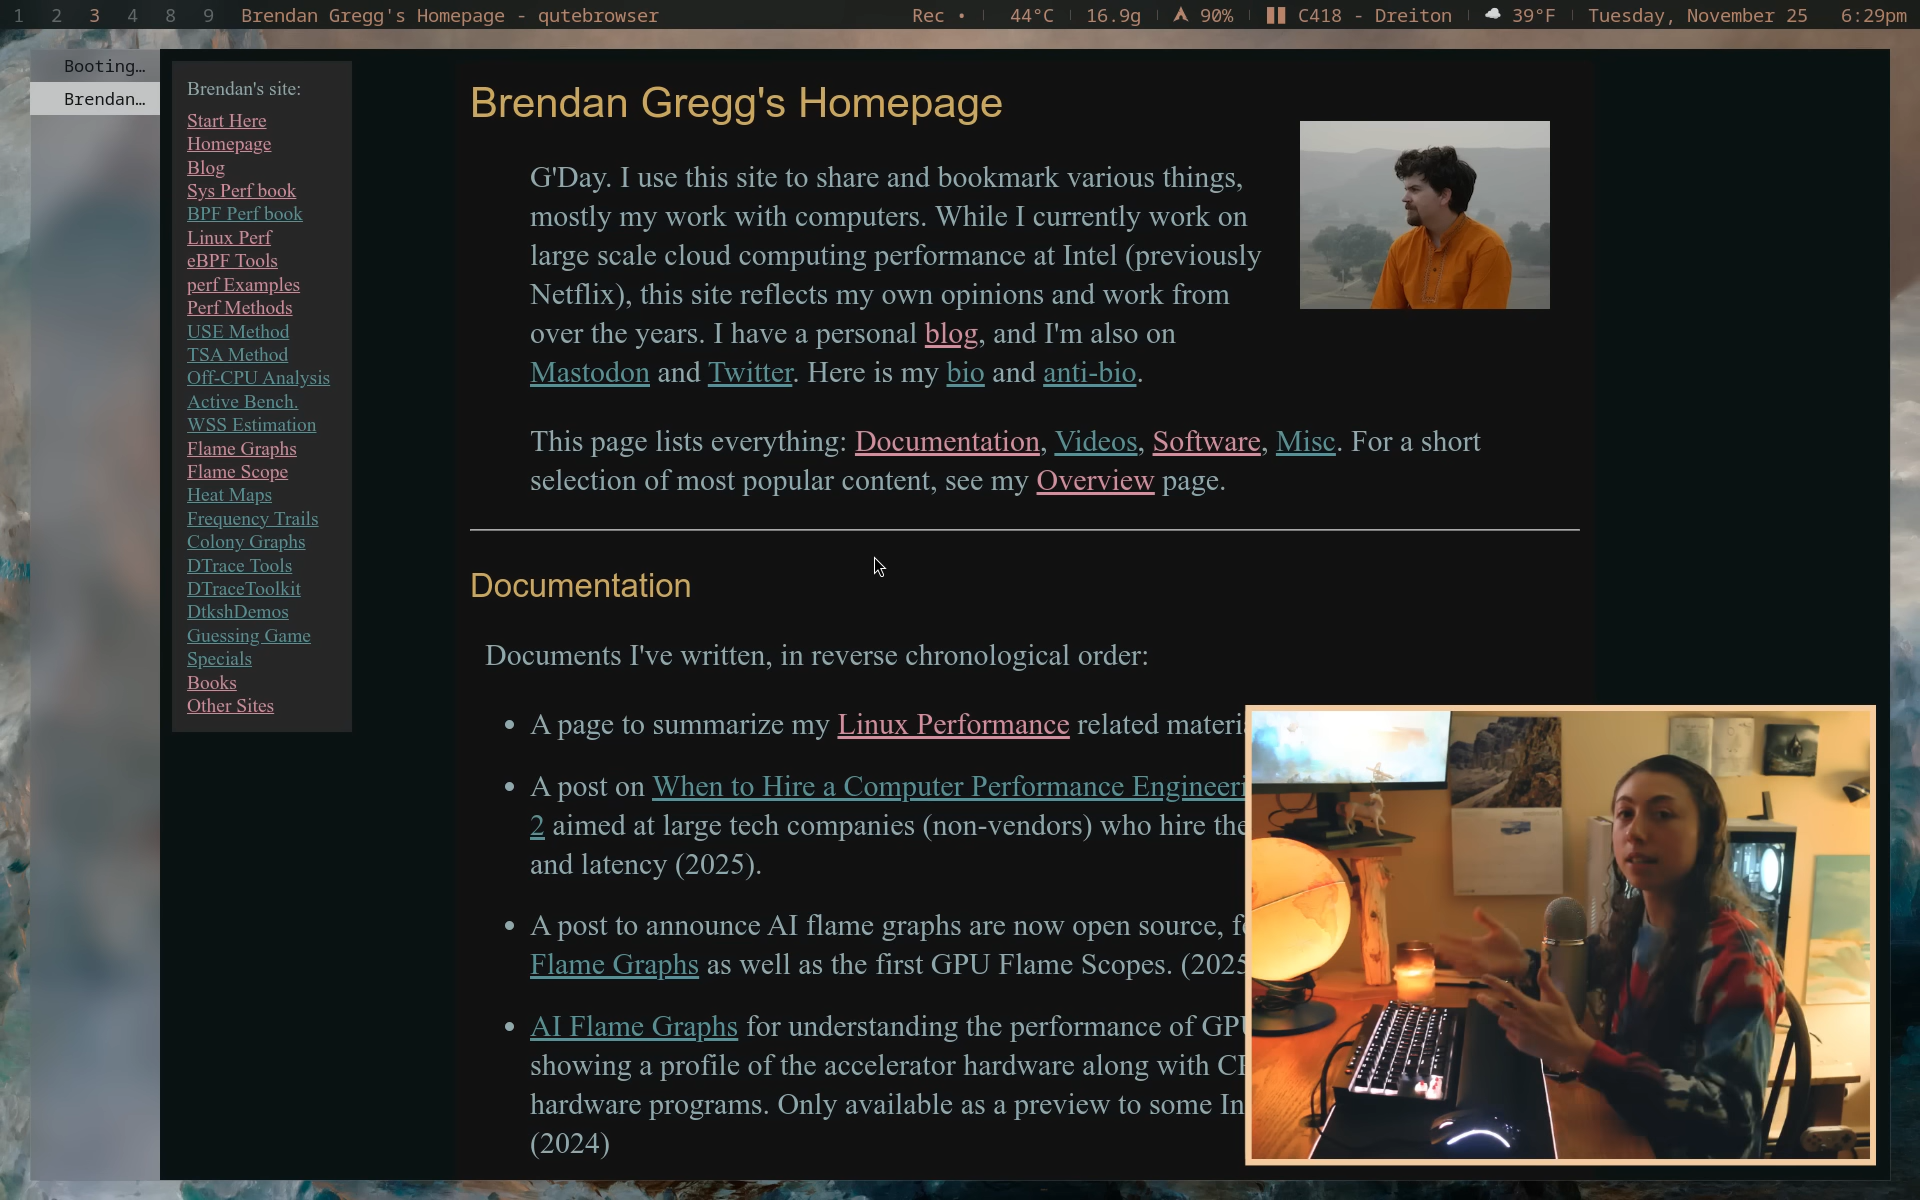 1 2 3 4 8 9 Brendan Gregg's Homepage - qutebrowser Rec • 44°C 16.9g 90% C418 - Dreiton 39°F Tuesday, November 25 6:29pm
Booting…
Brendan…
Brendan's site:
Start Here
Homepage
Blog
Sys Perf book
BPF Perf book
Linux Perf
eBPF Tools
perf Examples
Perf Methods
USE Method
TSA Method
Off-CPU Analysis
Active Bench.
WSS Estimation
Flame Graphs
Flame Scope
Heat Maps
Frequency Trails
Colony Graphs
DTrace Tools
DTraceToolkit
DtkshDemos
Guessing Game
Specials
Books
Other Sites
Brendan Gregg's Homepage
G'Day. I use this site to share and bookmark various things,
mostly my work with computers. While I currently work on
large scale cloud computing performance at Intel (previously
Netflix), this site reflects my own opinions and work from
over the years. I have a personal blog, and I'm also on
Mastodon and Twitter. Here is my bio and anti-bio.
This page lists everything: Documentation, Videos, Software, Misc. For a short
selection of most popular content, see my Overview page.
Documentation
Documents I've written, in reverse chronological order:
• A page to summarize my Linux Performance related materi
• A post on When to Hire a Computer Performance Engineeri
2 aimed at large tech companies (non-vendors) who hire the
and latency (2025).
• A post to announce AI flame graphs are now open source, f
Flame Graphs as well as the first GPU Flame Scopes. (2025
• AI Flame Graphs for understanding the performance of GPU
showing a profile of the accelerator hardware along with CP
hardware programs. Only available as a preview to some In
(2024)